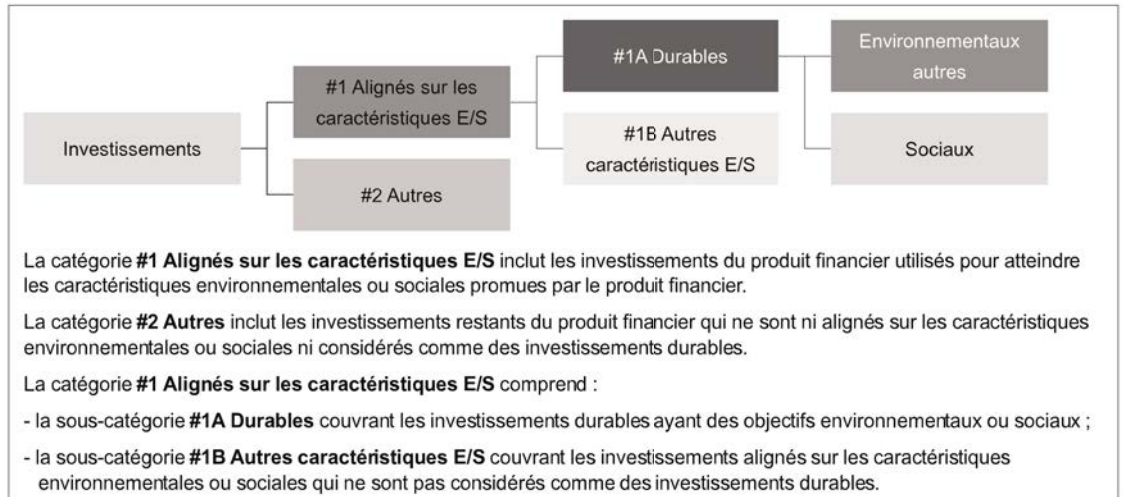 #1A Durables
Environnementaux
autres
#1 Alignés sur les
caractéristiques E/S
Investissements
#1B Autres
caractéristiques E/S
Sociaux
#2 Autres
La catégorie #1 Alignés sur les caractéristiques E/S inclut les investissements du produit financier utilisés pour atteindre
les caractéristiques environnementales ou sociales promues par le produit financier.
La catégorie #2 Autres inclut les investissements restants du produit financier qui ne sont ni alignés sur les caractéristiques
environnementales ou sociales ni considérés comme des investissements durables.
La catégorie #1 Alignés sur les caractéristiques E/S comprend :
- la sous-catégorie #1A Durables couvrant les investissements durables ayant des objectifs environnementaux ou sociaux ;
- la sous-catégorie #1B Autres caractéristiques E/S couvrant les investissements alignés sur les caractéristiques
environnementales ou sociales qui ne sont pas considérés comme des investissements durables.